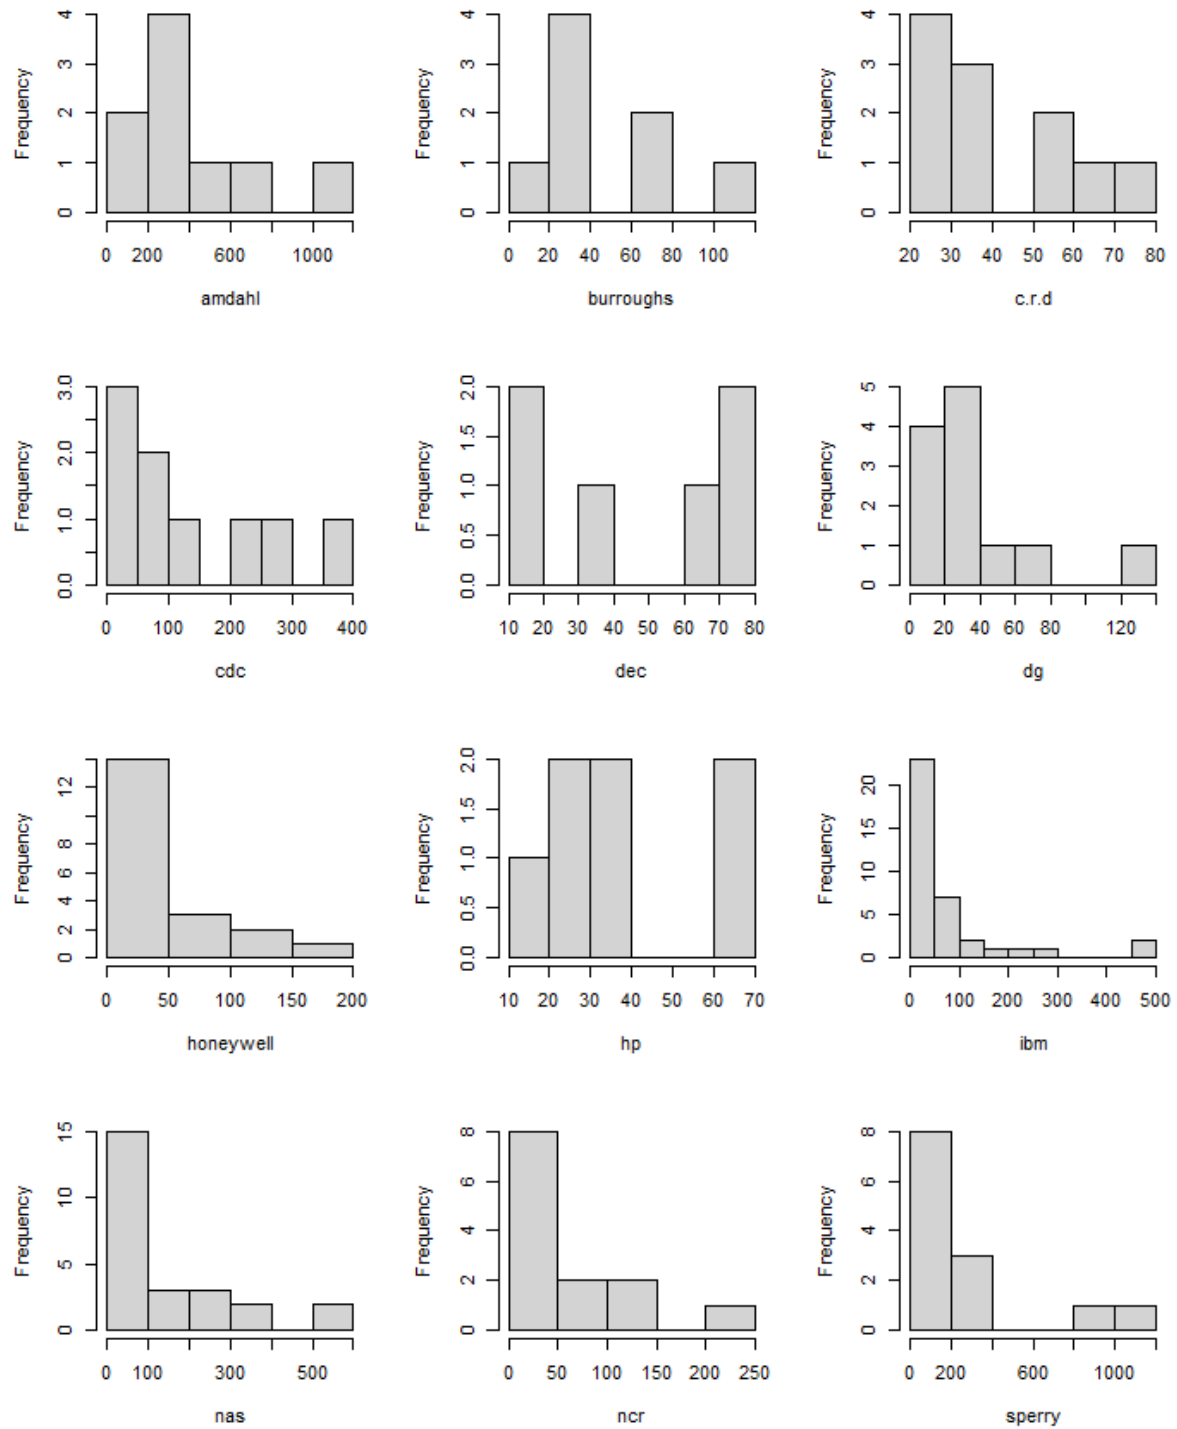 Frequency
0 1 2 3 4
0 200 600 1000
amdahl
Frequency
0 1 2 3 4
0 20 40 60 80 100
burroughs
Frequency
0 1 2 3 4
20 30 40 50 60 70 80
c.r.d
Frequency
0.0 1.0 2.0 3.0
0 100 200 300 400
cdc
Frequency
0.0 0.5 1.0 1.5 2.0
10 20 30 40 50 60 70 80
dec
Frequency
0 1 2 3 4 5
0 20 40 60 80 120
dg
Frequency
0 2 4 6 8 12
0 50 100 150 200
honeywell
Frequency
0.0 0.5 1.0 1.5 2.0
10 20 30 40 50 60 70
hp
Frequency
0 5 10 15 20
0 100 200 300 400 500
ibm
Frequency
0 5 10 15
0 100 300 500
nas
Frequency
0 2 4 6 8
0 50 100 150 200 250
ncr
Frequency
0 2 4 6 8
0 200 600 1000
sperry